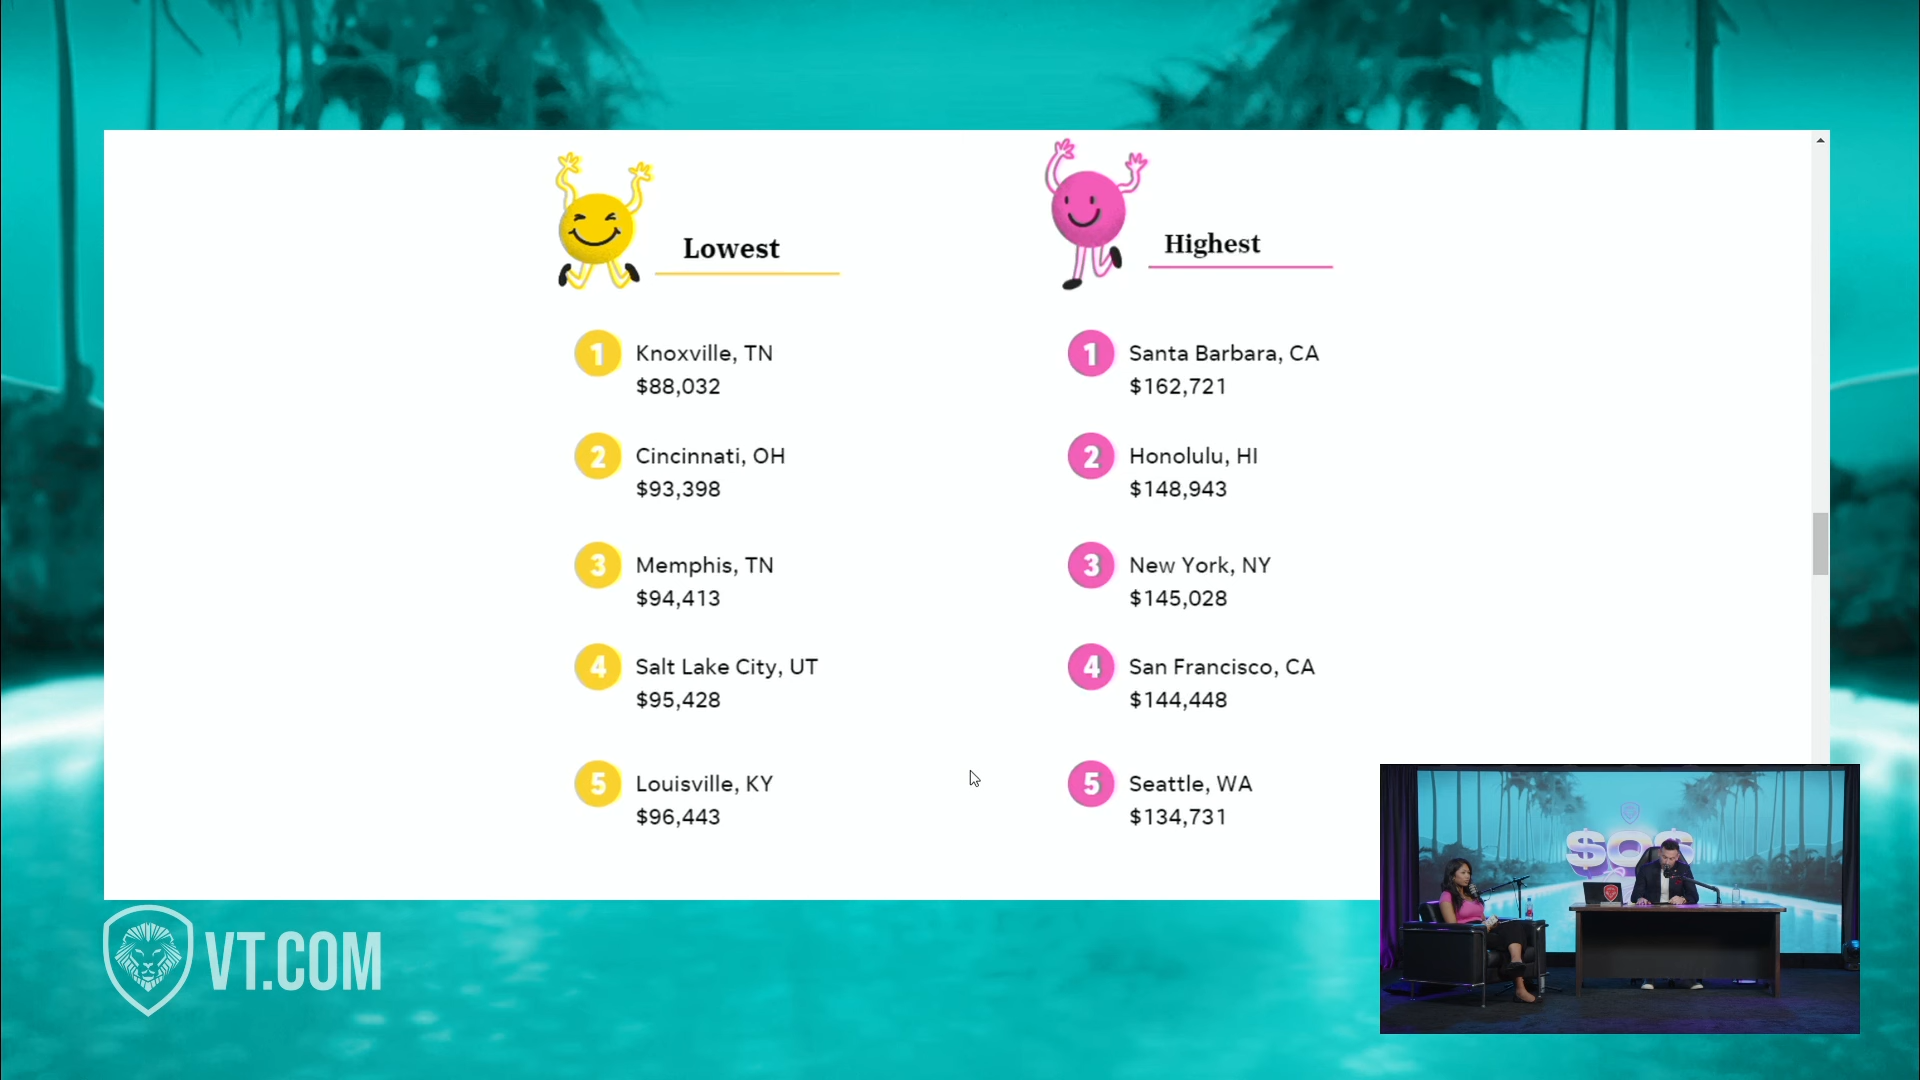 Lowest
1 Knoxville, TN
$88,032
2 Cincinnati, OH
$93,398
3 Memphis, TN
$94,413
4 Salt Lake City, UT
$95,428
5 Louisville, KY
$96,443
Highest
1 Santa Barbara, CA
$162,721
2 Honolulu, HI
$148,943
3 New York, NY
$145,028
4 San Francisco, CA
$144,448
5 Seattle, WA
$134,731
VT.COM
$O$